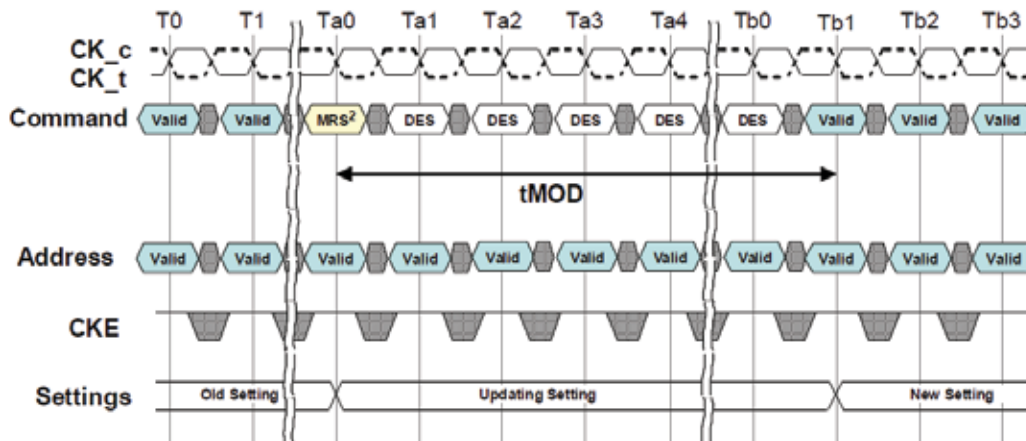 T0 T1 Ta0 Ta1 Ta2 Ta3 Ta4 Tb0 Tb1 Tb2 Tb3
CK_c
CK_t
Command Valid Valid MRS² DES DES DES DES DES Valid Valid Valid
tMOD
Address Valid Valid Valid Valid Valid Valid Valid Valid Valid Valid Valid
CKE
Settings Old Setting Updating Setting New Setting